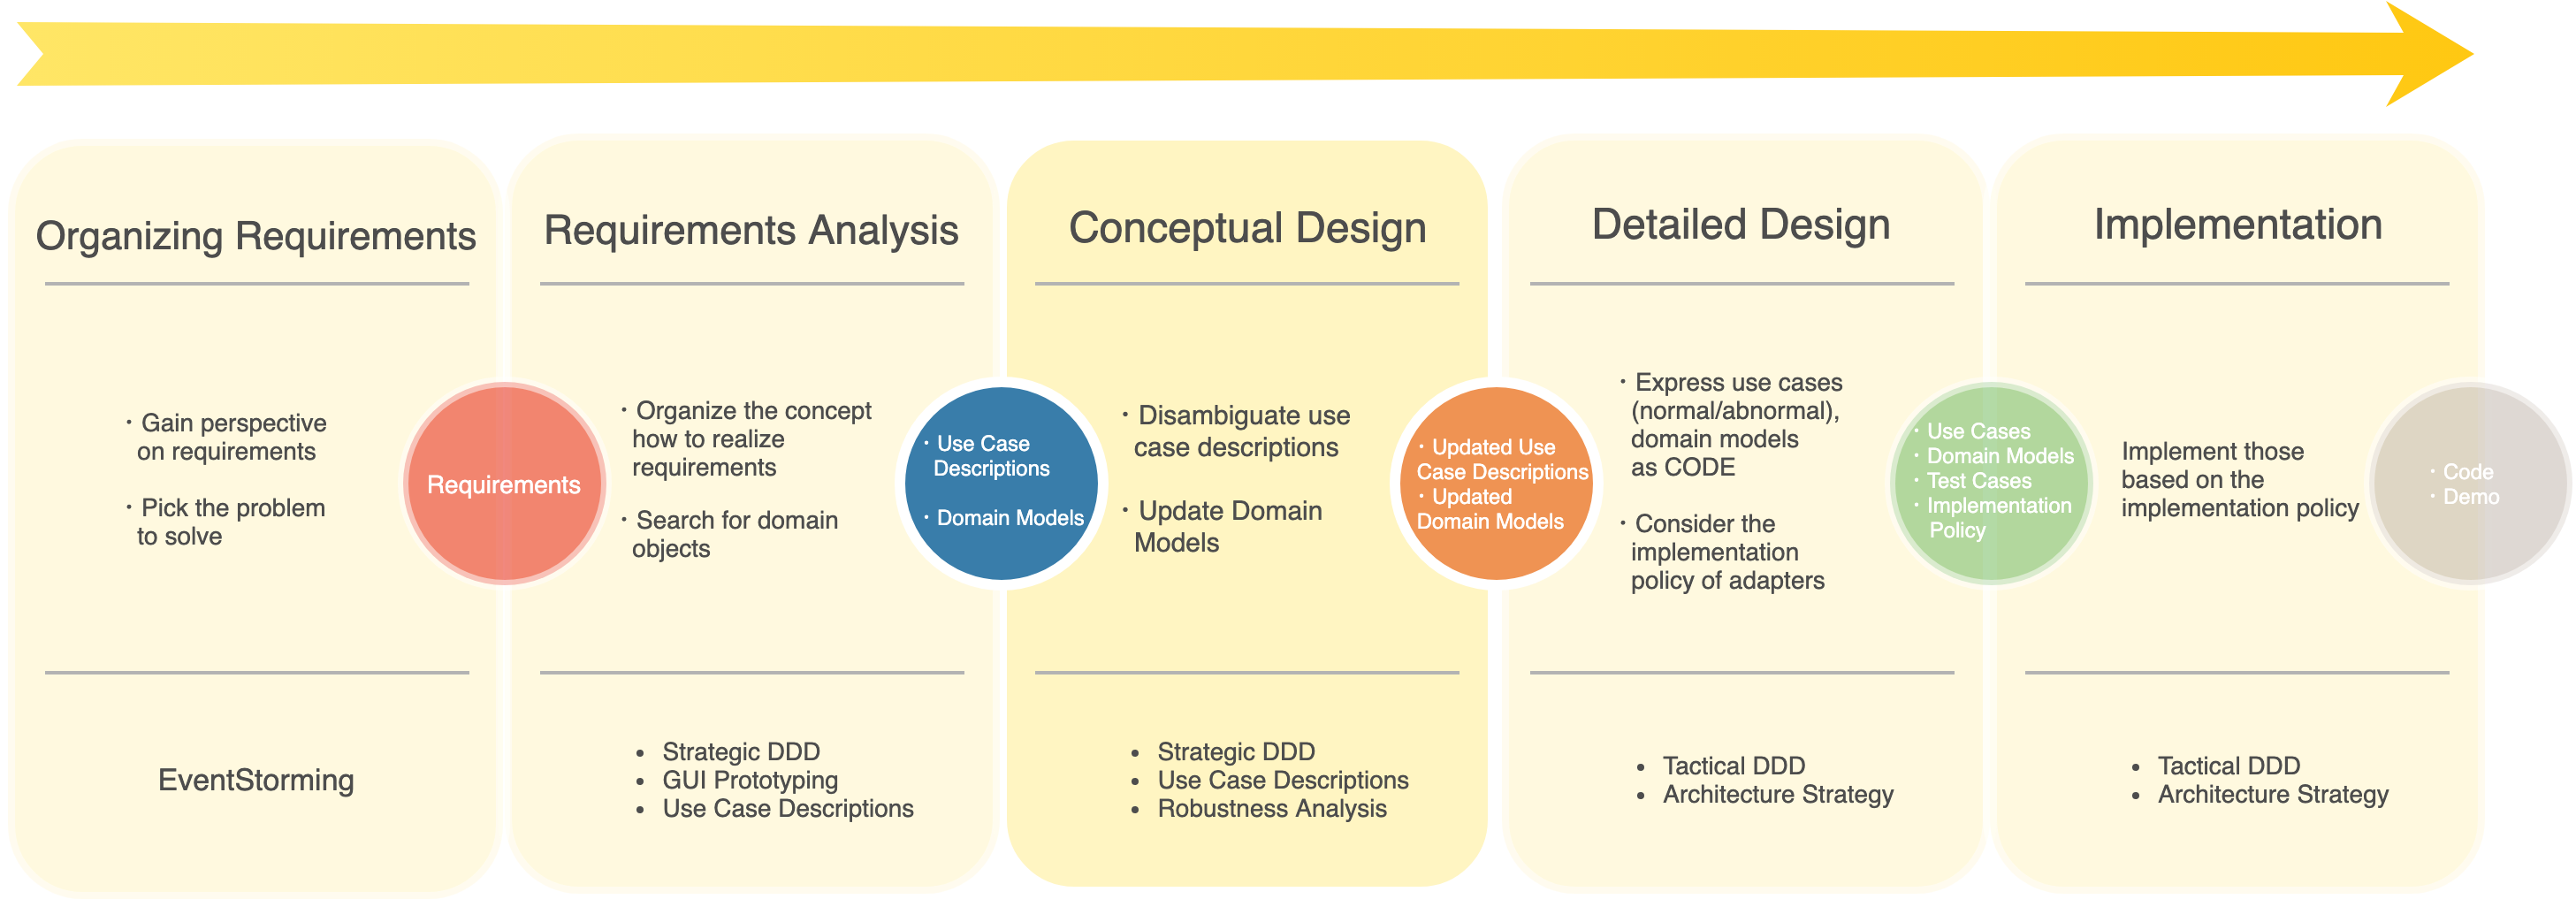 Organizing Requirements
・Gain perspective
on requirements
・Pick the problem
to solve
EventStorming
Requirements
Requirements Analysis
・Organize the concept
how to realize
requirements
・Search for domain
objects
• Strategic DDD
• GUI Prototyping
• Use Case Descriptions
・Use Case
Descriptions
・Domain Models
Conceptual Design
・Disambiguate use
case descriptions
・Update Domain
Models
• Strategic DDD
• Use Case Descriptions
• Robustness Analysis
・Updated Use
Case Descriptions
・Updated
Domain Models
Detailed Design
・Express use cases
(normal/abnormal),
domain models
as CODE
・Consider the
implementation
policy of adapters
• Tactical DDD
• Architecture Strategy
・Use Cases
・Domain Models
・Test Cases
・Implementation
Policy
Implementation
Implement those
based on the
implementation policy
• Tactical DDD
• Architecture Strategy
・Code
・Demo